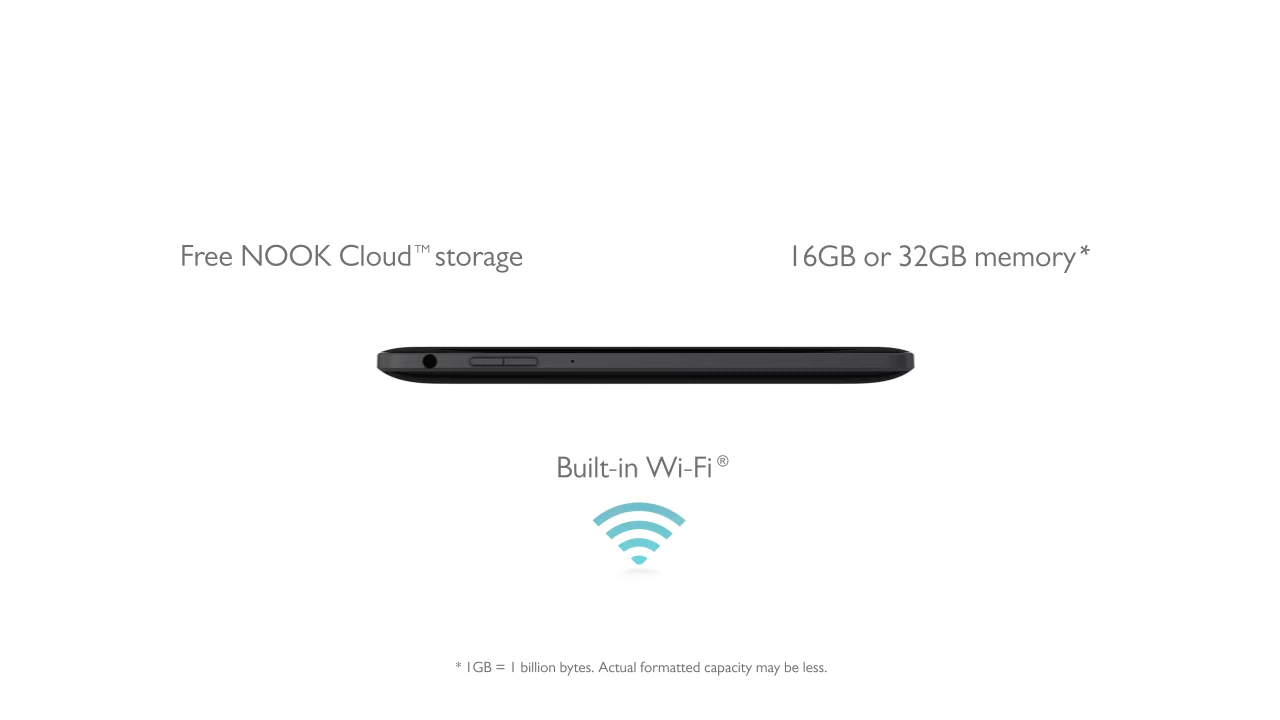 Free NOOK Cloud™ storage
16GB or 32GB memory*
Built-in Wi-Fi®
* 1GB = 1 billion bytes. Actual formatted capacity may be less.